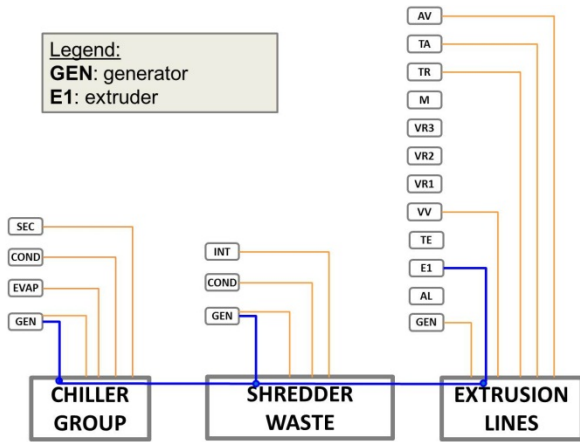 Legend:
GEN: generator
E1: extruder
AV
TA
TR
M
VR3
VR2
VR1
VV
TE
E1
AL
GEN
SEC
COND
EVAP
GEN
INT
COND
GEN
CHILLER
GROUP
SHREDDER
WASTE
EXTRUSION
LINES